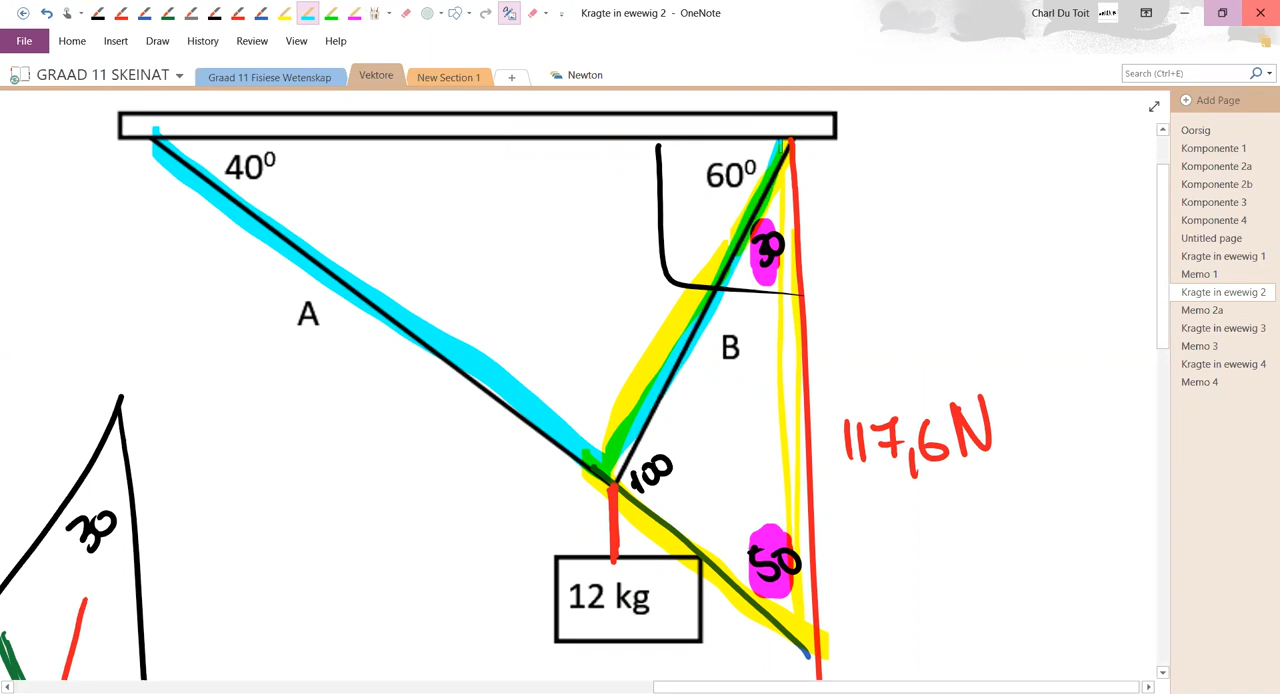 Kragte in ewewig 2 - OneNote
Charl Du Toit
File Home Insert Draw History Review View Help
GRAAD 11 SKEINAT
Graad 11 Fisiese Wetenskap
Vektore
New Section 1
+
Newton
Search (Ctrl+E)
Add Page
Oorsig
Komponente 1
Komponente 2a
Komponente 2b
Komponente 3
Komponente 4
Untitled page
Kragte in ewewig 1
Memo 1
Kragte in ewewig 2
Memo 2a
Kragte in ewewig 3
Memo 3
Kragte in ewewig 4
Memo 4
40⁰
60⁰
30
A
B
117,6N
100
30
50
12 kg